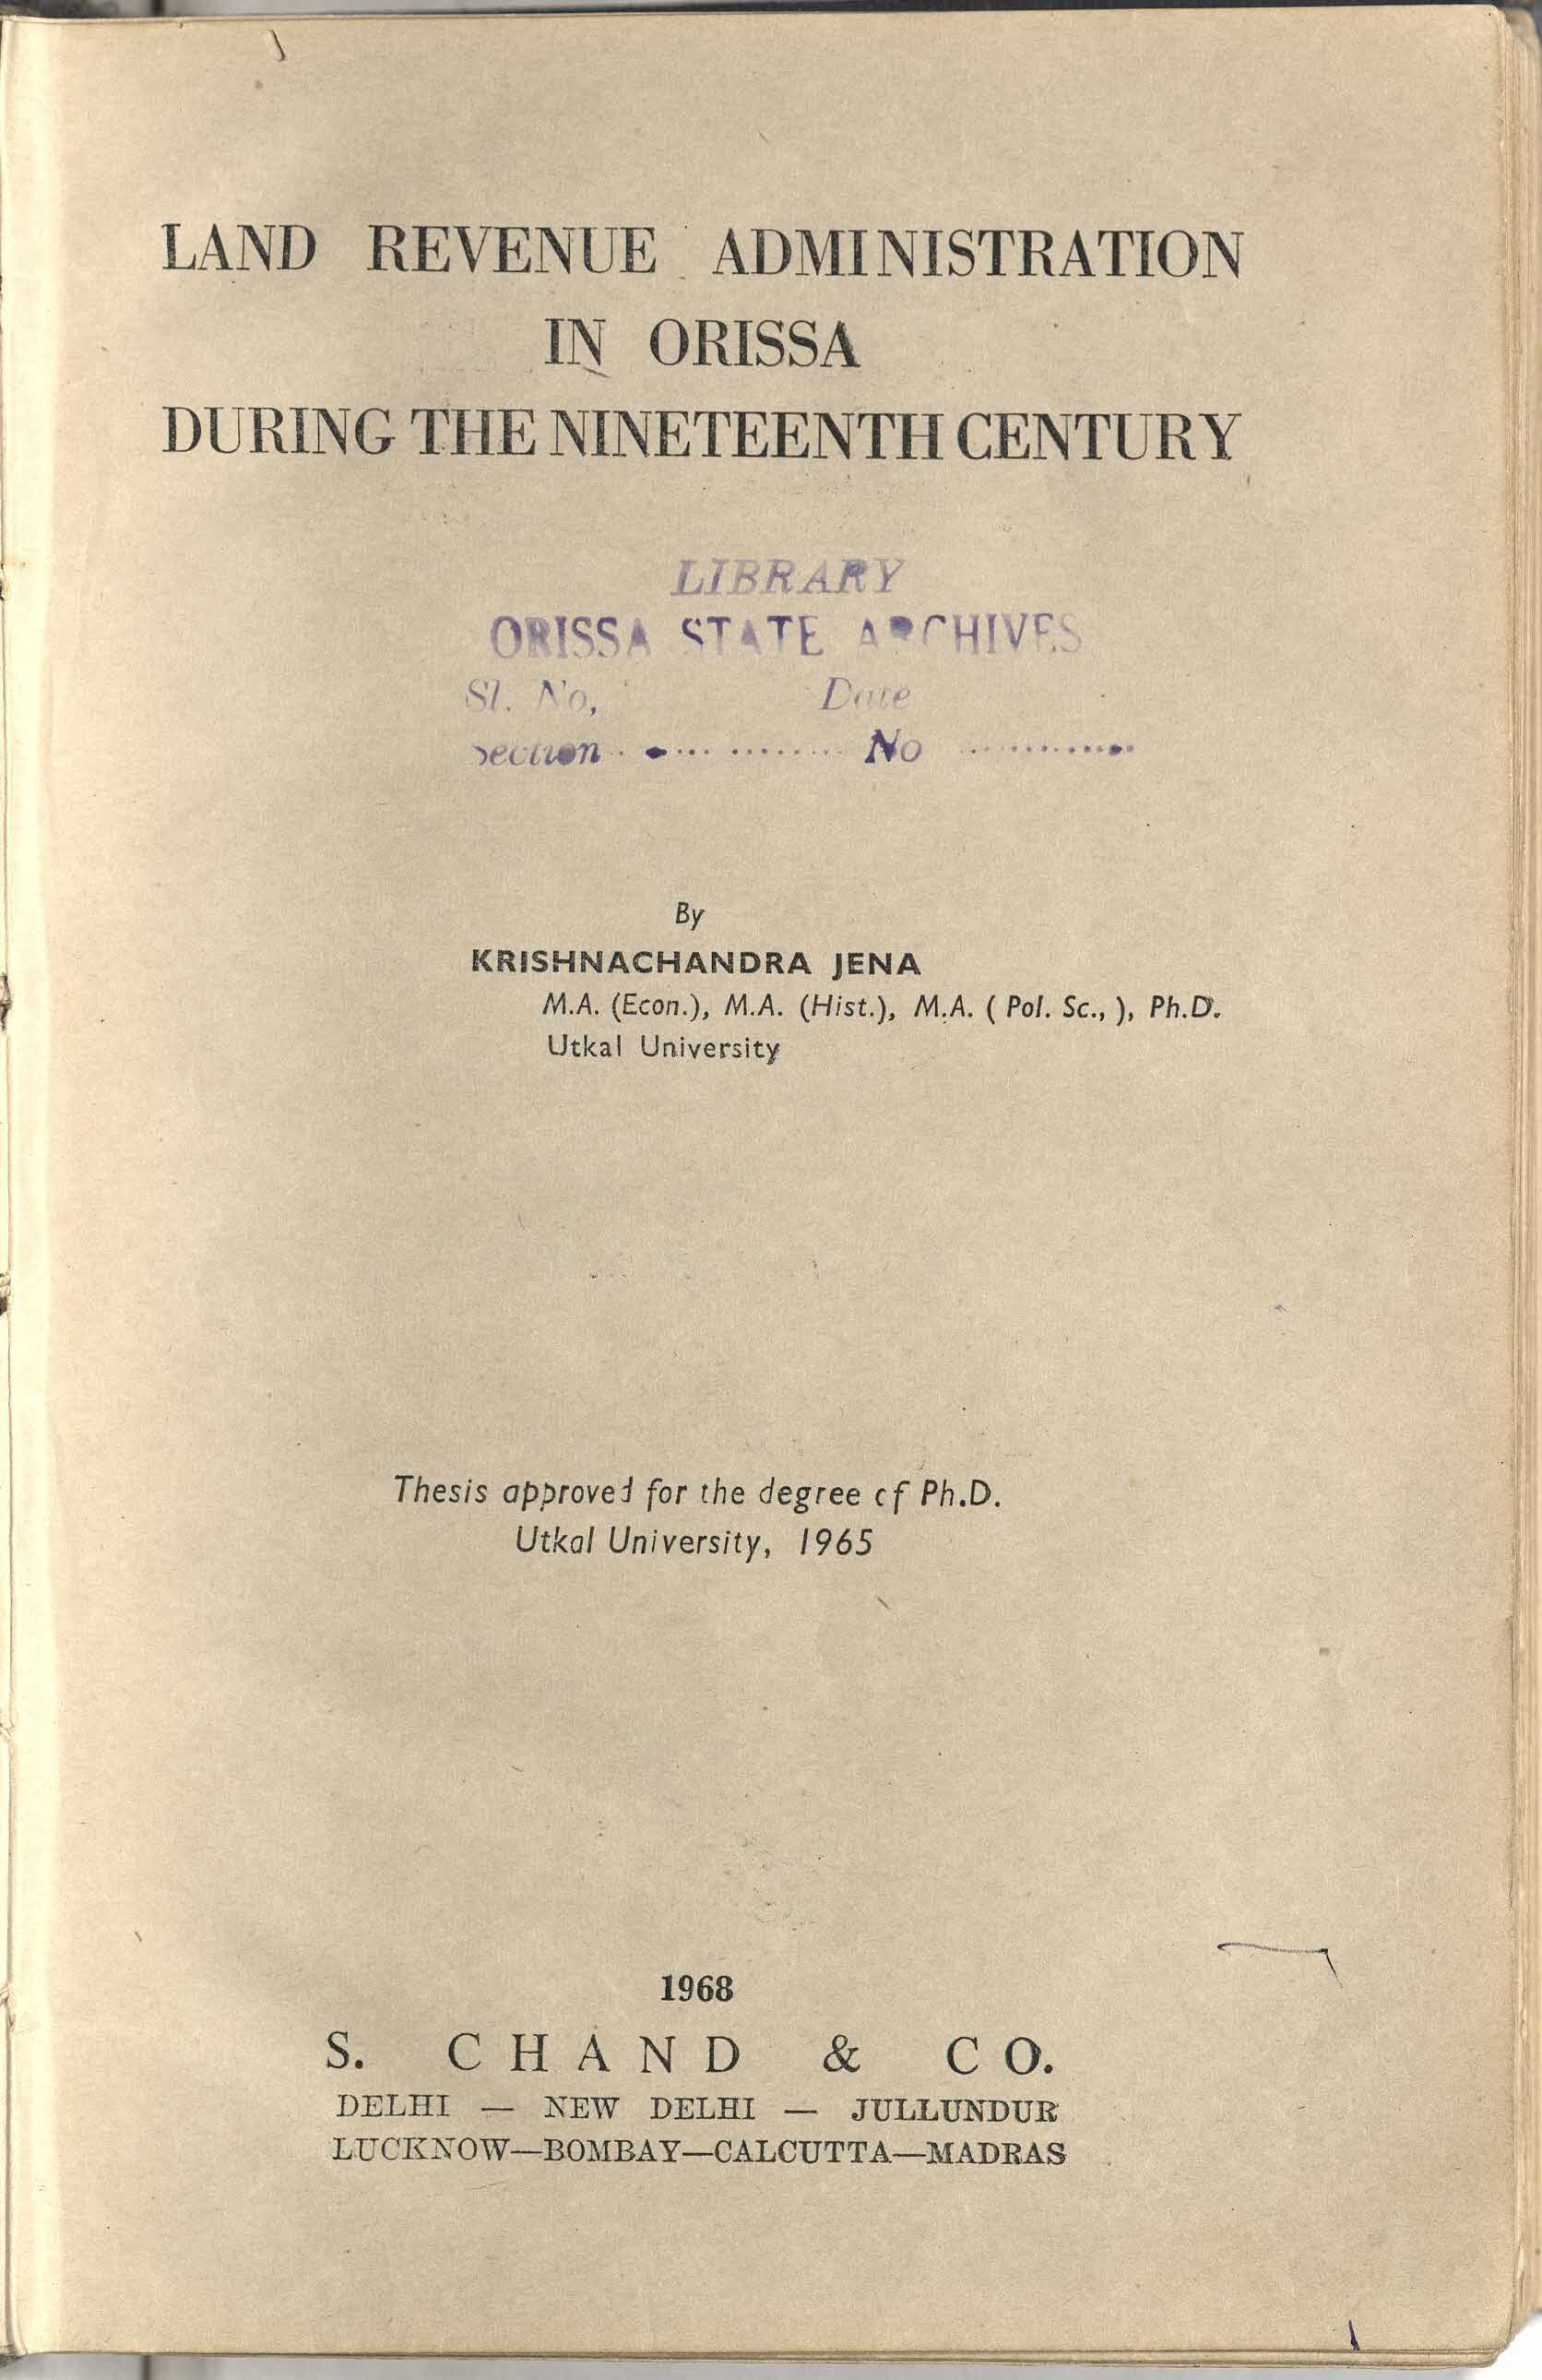 LAND REVENUE ADMINISTRATION
IN ORISSA
DURING THE NINETEENTH CENTURY
LIBRARY
ORISSA STATE ARCHIVES
Sl. No, Date
Section ............ No ............
By
KRISHNACHANDRA JENA
M.A. (Econ.), M.A. (Hist.), M.A. ( Pol. Sc., ), Ph.D.
Utkal University
Thesis approved for the degree of Ph.D.
Utkal University, 1965
1968
S. CHAND & CO.
DELHI — NEW DELHI — JULLUNDUR
LUCKNOW—BOMBAY—CALCUTTA—MADRAS